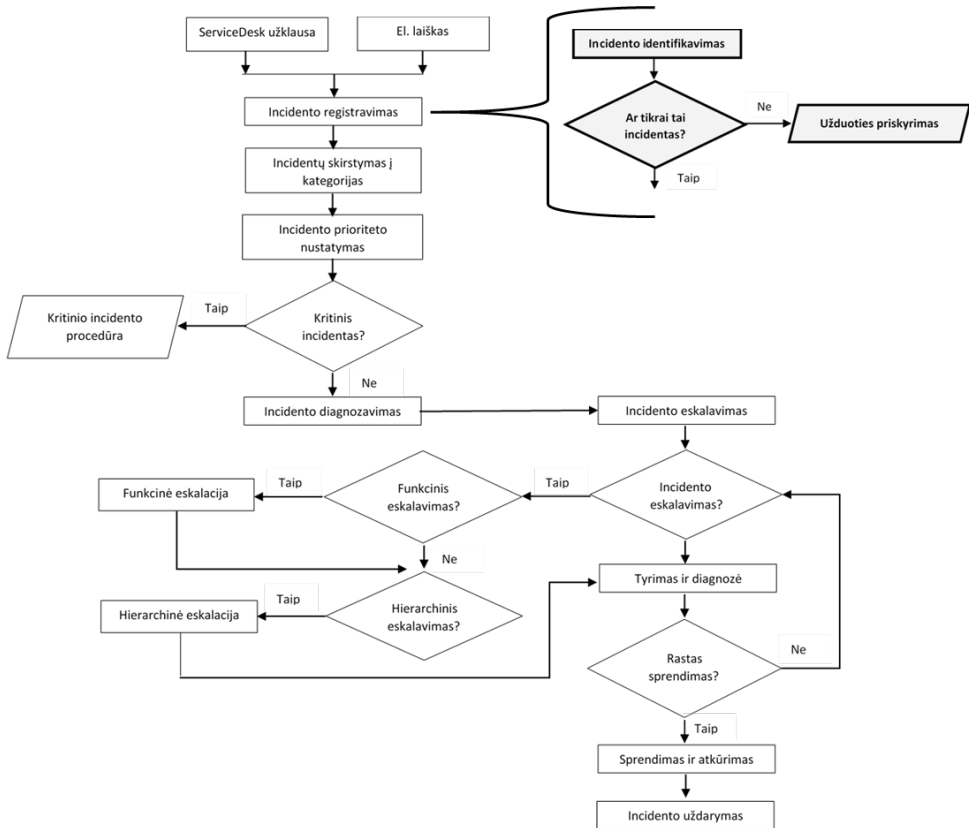 ServiceDesk užklausa
El. laiškas
Incidento identifikavimas
Incidento registravimas
Ar tikrai tai
incidentas?
Ne
Užduoties priskyrimas
Taip
Incidentų skirstymas į
kategorijas
Incidento prioriteto
nustatymas
Kritinis
incidentas?
Taip
Kritinio incidento
procedūra
Ne
Incidento diagnozavimas
Incidento eskalavimas
Incidento
eskalavimas?
Taip
Funkcinis
eskalavimas?
Taip
Funkcinė eskalacija
Ne
Hierarchinis
eskalavimas?
Taip
Hierarchinė eskalacija
Tyrimas ir diagnozė
Rastas
sprendimas?
Ne
Taip
Sprendimas ir atkūrimas
Incidento uždarymas